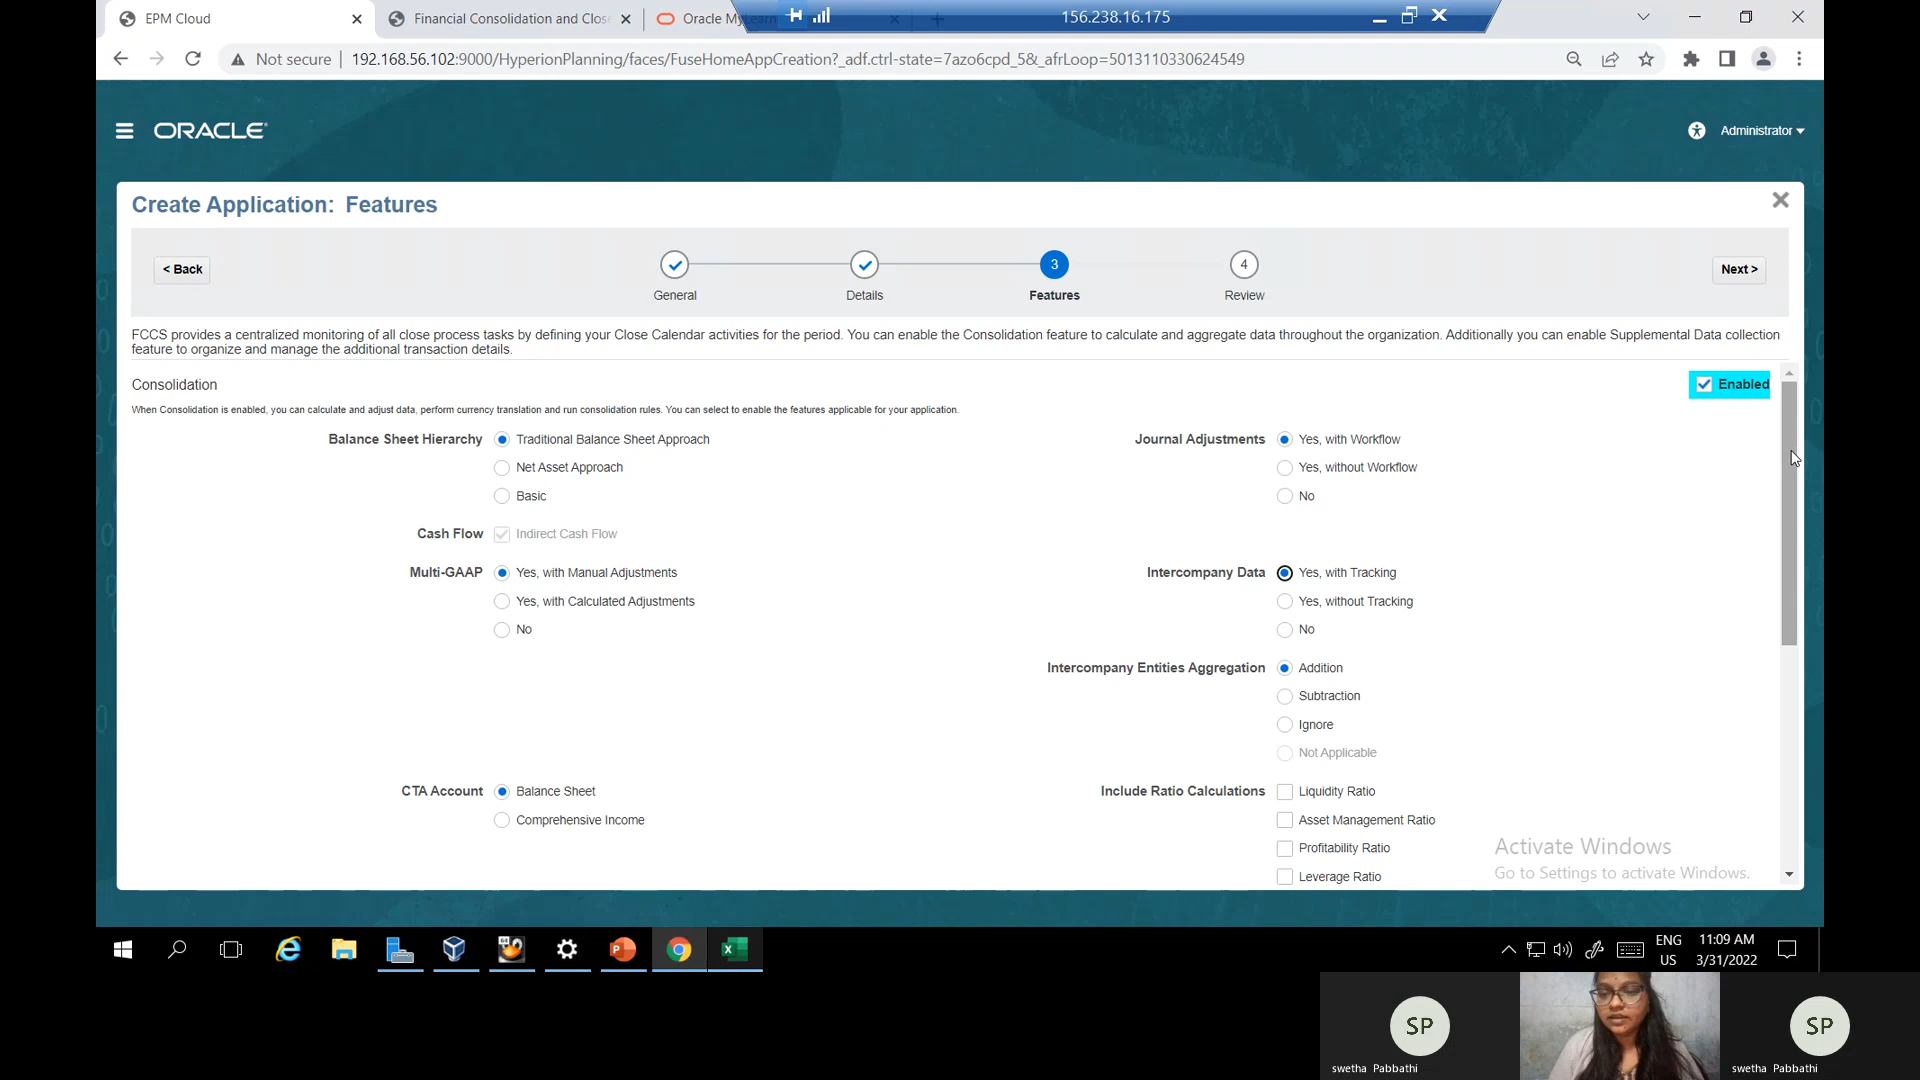 EPM Cloud
Financial Consolidation and Clos
Oracle MyLearn
156.238.16.175
Not secure
192.168.56.102:9000/HyperionPlanning/faces/FuseHomeAppCreation?_adf.ctrl-state=7azo6cpd_5&_afrLoop=5013110330624549
ORACLE
Administrator
Create Application: Features
< Back
3
4
Next >
General
Details
Features
Review
FCCS provides a centralized monitoring of all close process tasks by defining your Close Calendar activities for the period. You can enable the Consolidation feature to calculate and aggregate data throughout the organization. Additionally you can enable Supplemental Data collection
feature to organize and manage the additional transaction details.
Consolidation
Enabled
When Consolidation is enabled, you can calculate and adjust data, perform currency translation and run consolidation rules. You can select to enable the features applicable for your application.
Balance Sheet Hierarchy
Traditional Balance Sheet Approach
Net Asset Approach
Basic
Journal Adjustments
Yes, with Workflow
Yes, without Workflow
No
Cash Flow
Indirect Cash Flow
Multi-GAAP
Yes, with Manual Adjustments
Yes, with Calculated Adjustments
No
Intercompany Data
Yes, with Tracking
Yes, without Tracking
No
Intercompany Entities Aggregation
Addition
Subtraction
Ignore
Not Applicable
CTA Account
Balance Sheet
Comprehensive Income
Include Ratio Calculations
Liquidity Ratio
Asset Management Ratio
Profitability Ratio
Leverage Ratio
Activate Windows
Go to Settings to activate Windows.
ENG
US
11:09 AM
3/31/2022
SP
swetha Pabbathi
SP
swetha Pabbathi